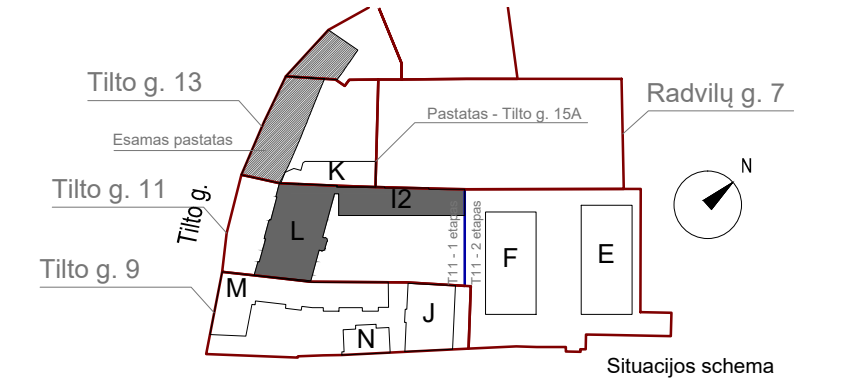 Tilto g. 13
Radvilų g. 7
Pastatas - Tilto g. 15A
Esamas pastatas
N
K
Tilto g. 11
I2
Tilto g.
L
T11 - 1 etapas
T11 - 2 etapas
F
E
Tilto g. 9
M
J
N
Situacijos schema